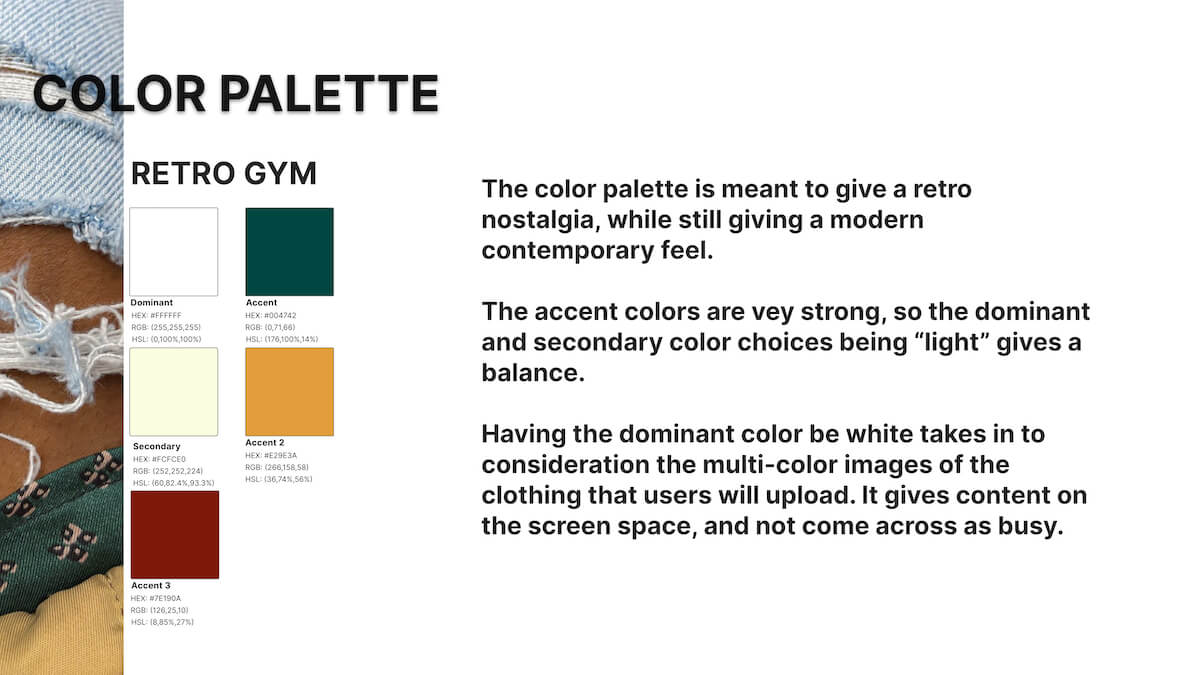 COLOR PALETTE
RETRO GYM
Dominant
HEX: #FFFFFF
RGB: (255,255,255)
HSL: (0,100%,100%)
Accent
HEX: #004742
RGB: (0,71,66)
HSL: (176,100%,14%)
Secondary
HEX: #FCFCE0
RGB: (252,252,224)
HSL: (60,82.4%,93.3%)
Accent 2
HEX: #E29E3A
RGB: (266,158,58)
HSL: (36,74%,56%)
Accent 3
HEX: #7E190A
RGB: (126,25,10)
HSL: (8,85%,27%)
The color palette is meant to give a retro
nostalgia, while still giving a modern
contemporary feel.
The accent colors are vey strong, so the dominant
and secondary color choices being “light” gives a
balance.
Having the dominant color be white takes in to
consideration the multi-color images of the
clothing that users will upload. It gives content on
the screen space, and not come across as busy.